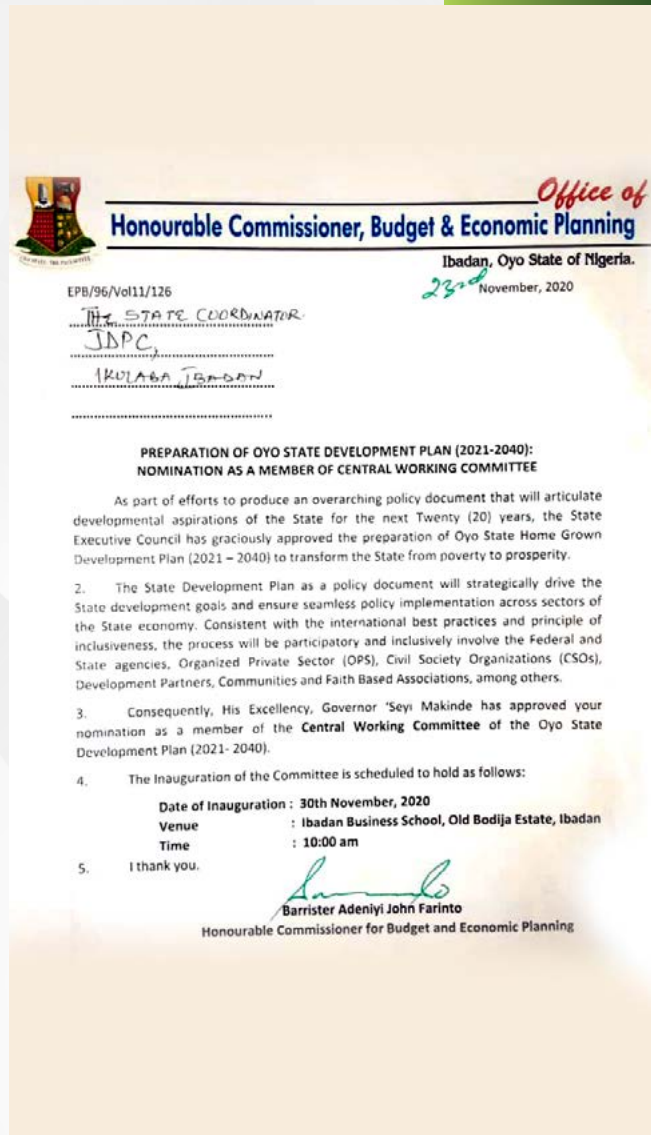 Office of
Honourable Commissioner, Budget & Economic Planning
Ibadan, Oyo State of Nigeria.
EPB/96/Vol11/126
23rd November, 2020
THE STATE COORDINATOR.
JDPC,
IKOLABA IBADAN
PREPARATION OF OYO STATE DEVELOPMENT PLAN (2021-2040):
NOMINATION AS A MEMBER OF CENTRAL WORKING COMMITTEE
As part of efforts to produce an overarching policy document that will articulate
developmental aspirations of the State for the next Twenty (20) years, the State
Executive Council has graciously approved the preparation of Oyo State Home Grown
Development Plan (2021 – 2040) to transform the State from poverty to prosperity.
2. The State Development Plan as a policy document will strategically drive the
State development goals and ensure seamless policy implementation across sectors of
the State economy. Consistent with the international best practices and principle of
inclusiveness, the process will be participatory and inclusively involve the Federal and
State agencies, Organized Private Sector (OPS), Civil Society Organizations (CSOs),
Development Partners, Communities and Faith Based Associations, among others.
3. Consequently, His Excellency, Governor 'Seyi Makinde has approved your
nomination as a member of the Central Working Committee of the Oyo State
Development Plan (2021- 2040).
4. The Inauguration of the Committee is scheduled to hold as follows:
Date of Inauguration : 30th November, 2020
Venue : Ibadan Business School, Old Bodija Estate, Ibadan
Time : 10:00 am
5. I thank you.
Barrister Adeniyi John Farinto
Honourable Commissioner for Budget and Economic Planning